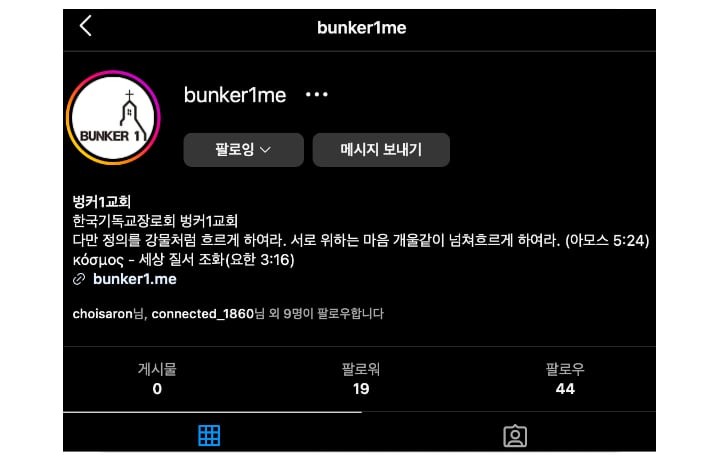 bunker1me
bunker1me
BUNKER 1
팔로잉
메시지 보내기
벙커1교회
한국기독교장로회 벙커1교회
다만 정의를 강물처럼 흐르게 하여라. 서로 위하는 마음 개울같이 넘쳐흐르게 하여라. (아모스 5:24)
κόσμος - 세상 질서 조화(요한 3:16)
bunker1.me
choisaron님, connected_1860님 외 9명이 팔로우합니다
게시물 팔로워 팔로우
0 19 44